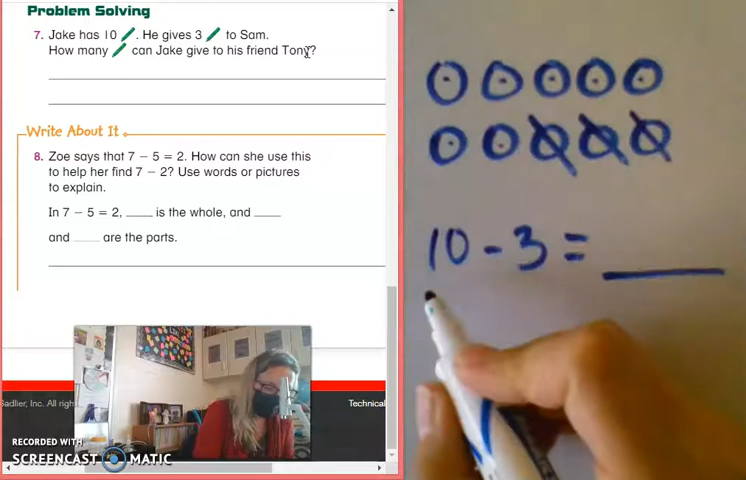 Problem Solving
7. Jake has 10 . He gives 3 to Sam.
How many can Jake give to his friend Tony?
Write About It
8. Zoe says that 7 − 5 = 2. How can she use this
to help her find 7 − 2? Use words or pictures
to explain.
In 7 − 5 = 2, ____ is the whole, and ____
and ____ are the parts.
10 - 3 = ____
Sadlier, Inc. All righ
Technical
RECORDED WITH
SCREENCAST MATIC